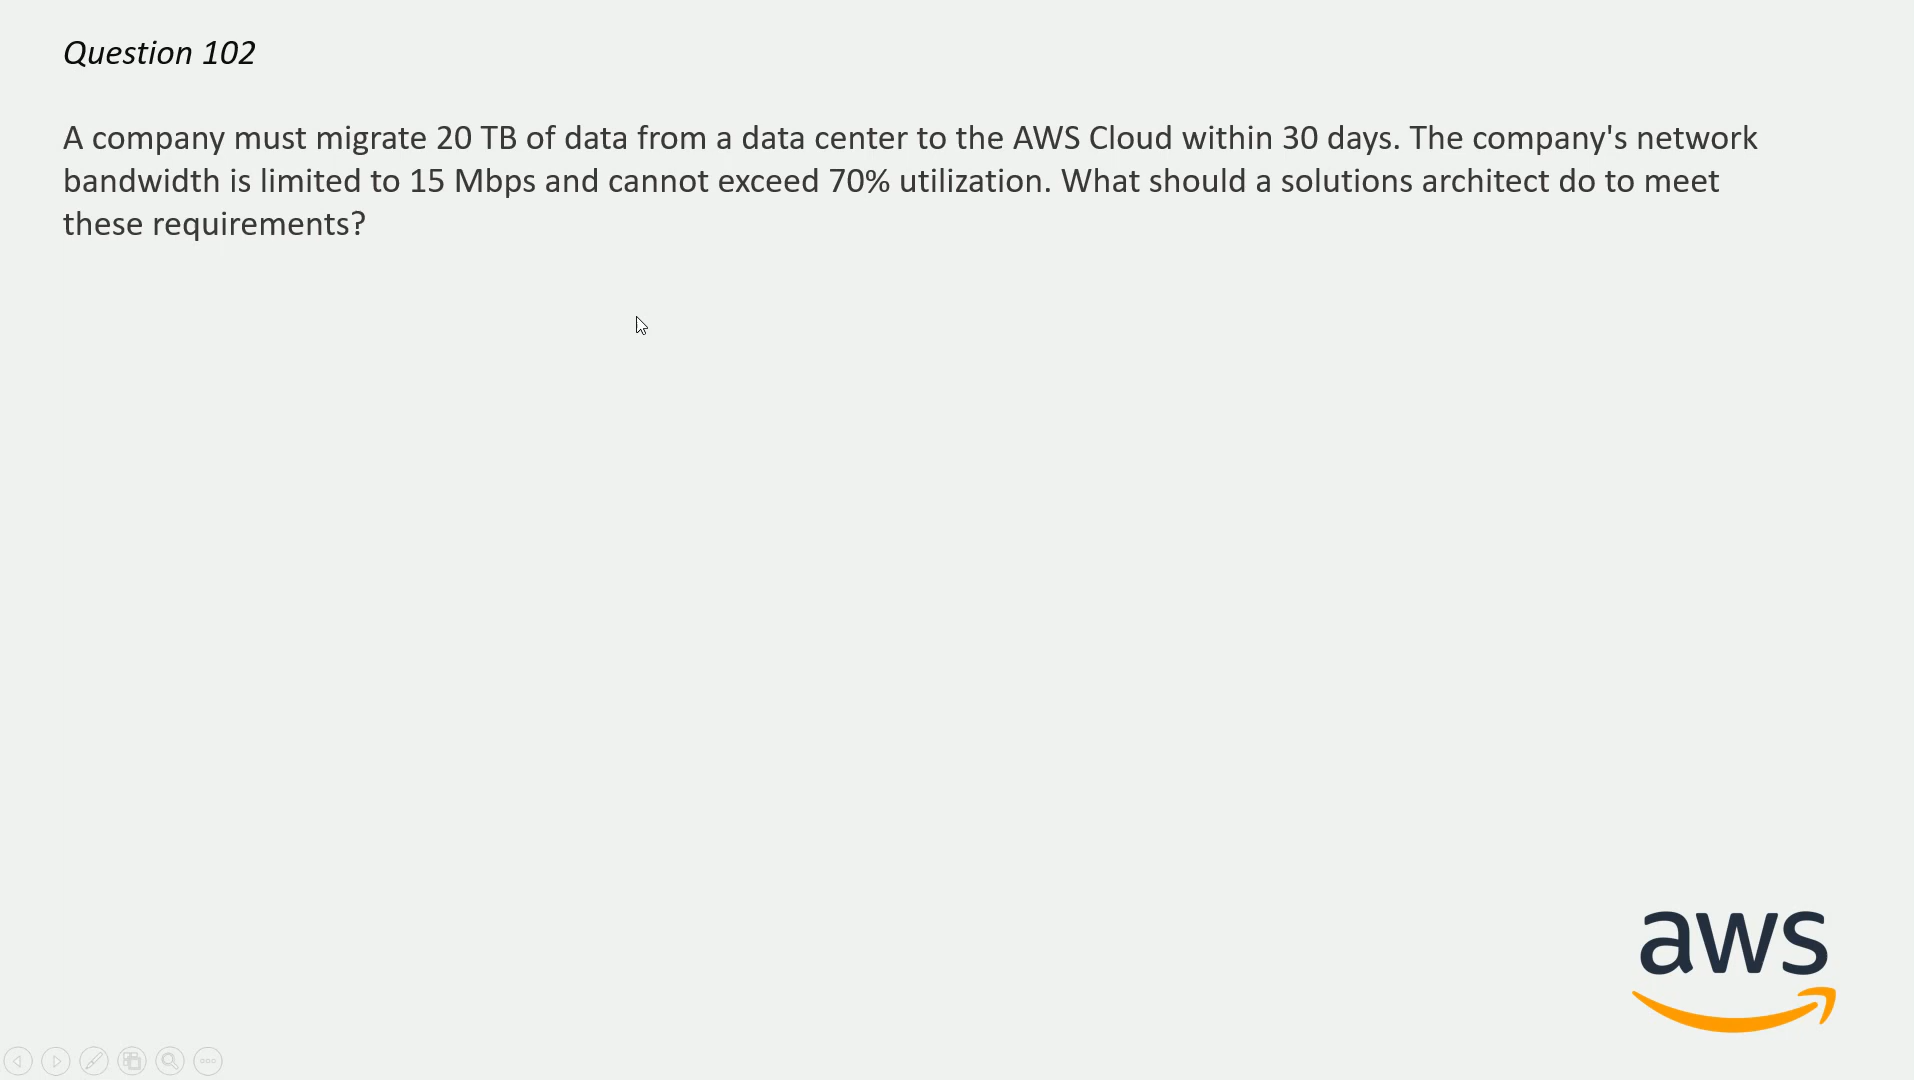 Question 102
A company must migrate 20 TB of data from a data center to the AWS Cloud within 30 days. The company's network
bandwidth is limited to 15 Mbps and cannot exceed 70% utilization. What should a solutions architect do to meet
these requirements?
aws